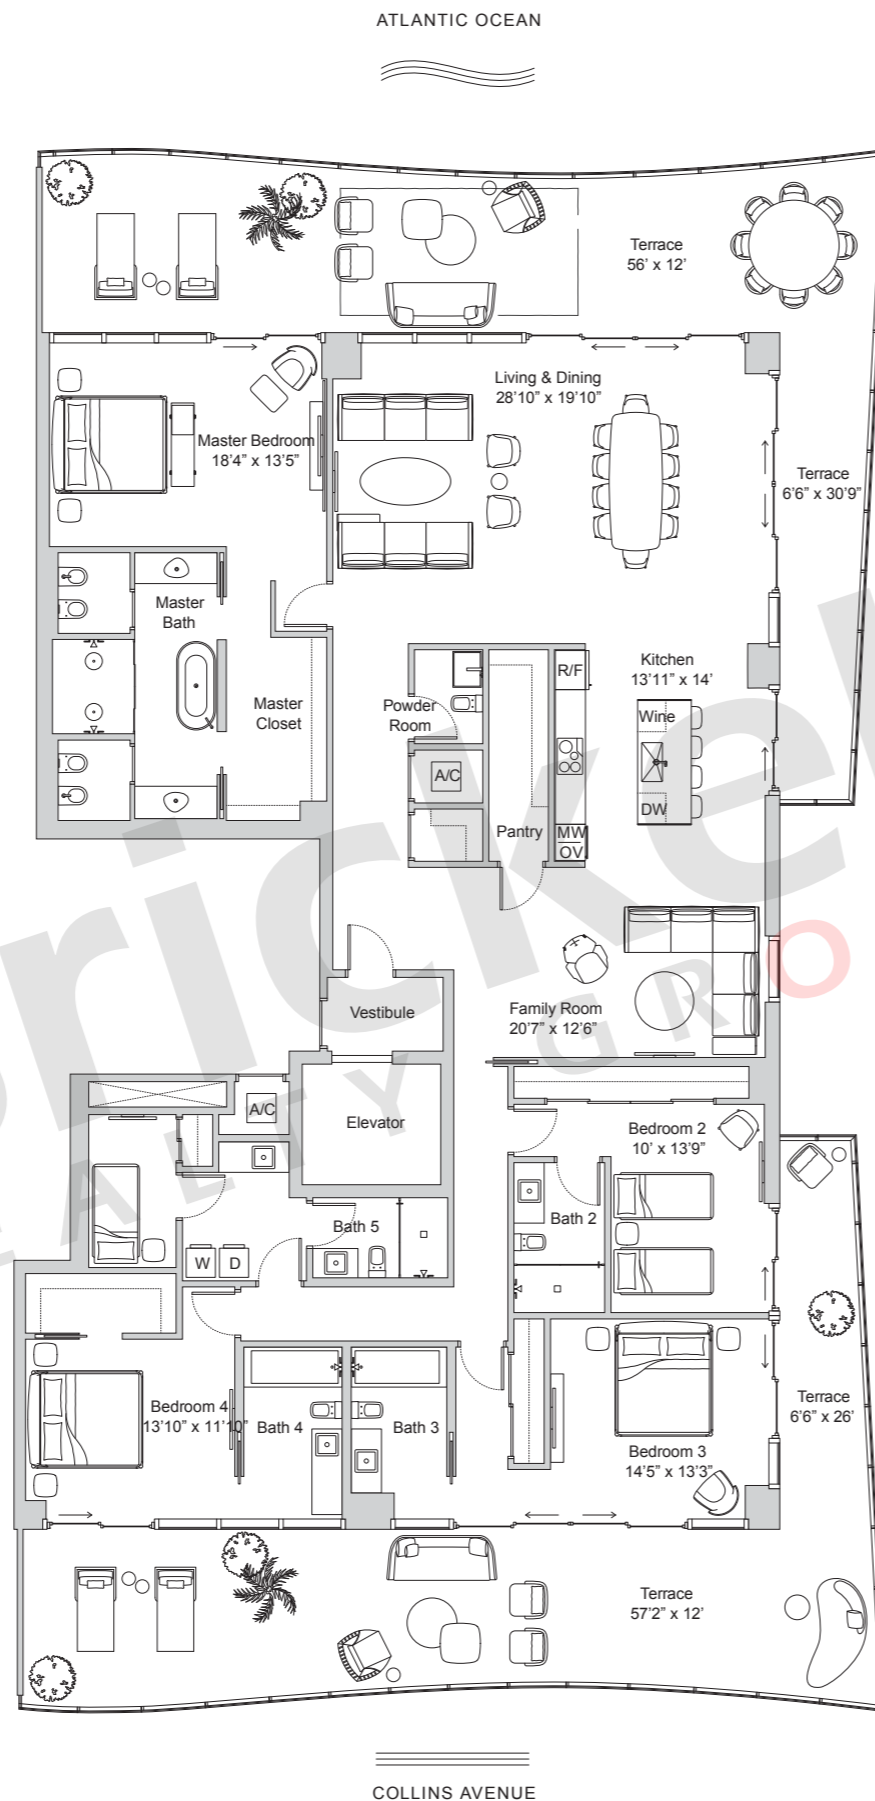 ATLANTIC OCEAN
Terrace
56' x 12'
Living & Dining
28'10" x 19'10"
Master Bedroom
18'4" x 13'5"
Terrace
6'6" x 30'9"
Master
Bath
Kitchen
13'11" x 14'
R/F
Master
Closet
Powder
Room
Wine
A/C
DW
Pantry
MW
OV
Family Room
20'7" x 12'6"
Vestibule
A/C
Elevator
Bedroom 2
10' x 13'9"
Bath 5
Bath 2
W
D
Terrace
6'6" x 26'
Bedroom 4
13'10" x 11'10"
Bath 4
Bath 3
Bedroom 3
14'5" x 13'3"
Terrace
57'2" x 12'
COLLINS AVENUE